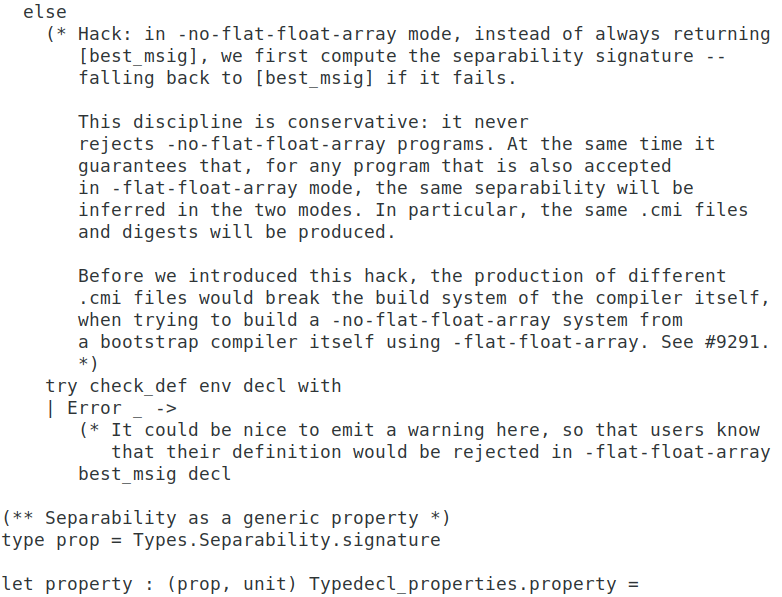 else
(* Hack: in -no-flat-float-array mode, instead of always returning
[best_msig], we first compute the separability signature --
falling back to [best_msig] if it fails.
This discipline is conservative: it never
rejects -no-flat-float-array programs. At the same time it
guarantees that, for any program that is also accepted
in -flat-float-array mode, the same separability will be
inferred in the two modes. In particular, the same .cmi files
and digests will be produced.
Before we introduced this hack, the production of different
.cmi files would break the build system of the compiler itself,
when trying to build a -no-flat-float-array system from
a bootstrap compiler itself using -flat-float-array. See #9291.
*)
try check_def env decl with
| Error _ ->
(* It could be nice to emit a warning here, so that users know
that their definition would be rejected in -flat-float-array
best_msig decl
(** Separability as a generic property *)
type prop = Types.Separability.signature
let property : (prop, unit) Typedecl_properties.property =